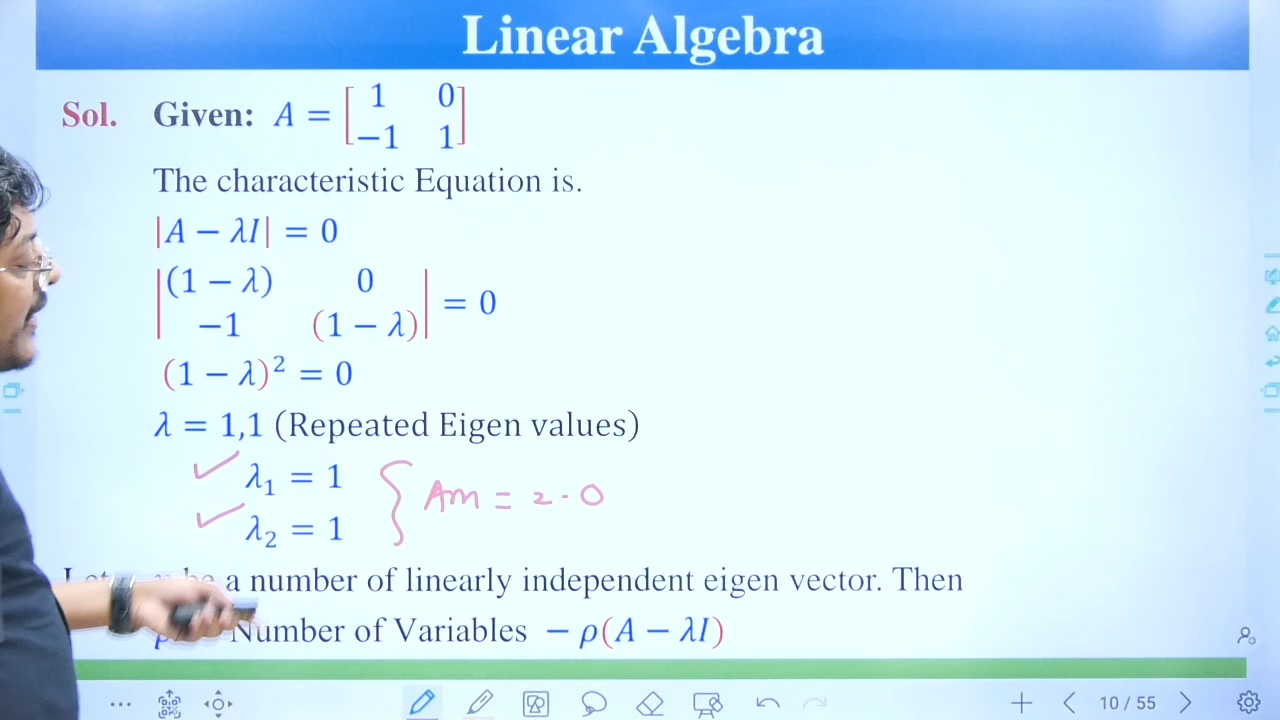 Linear Algebra
Sol. Given: A = [1 0
−1 1]
The characteristic Equation is.
|A − λI| = 0
|(1 − λ) 0
−1 (1 − λ)| = 0
(1 − λ)² = 0
λ = 1,1 (Repeated Eigen values)
λ₁ = 1
Am = 2.0
λ₂ = 1
be a number of linearly independent eigen vector. Then
Number of Variables − ρ(A − λI)
10 / 55